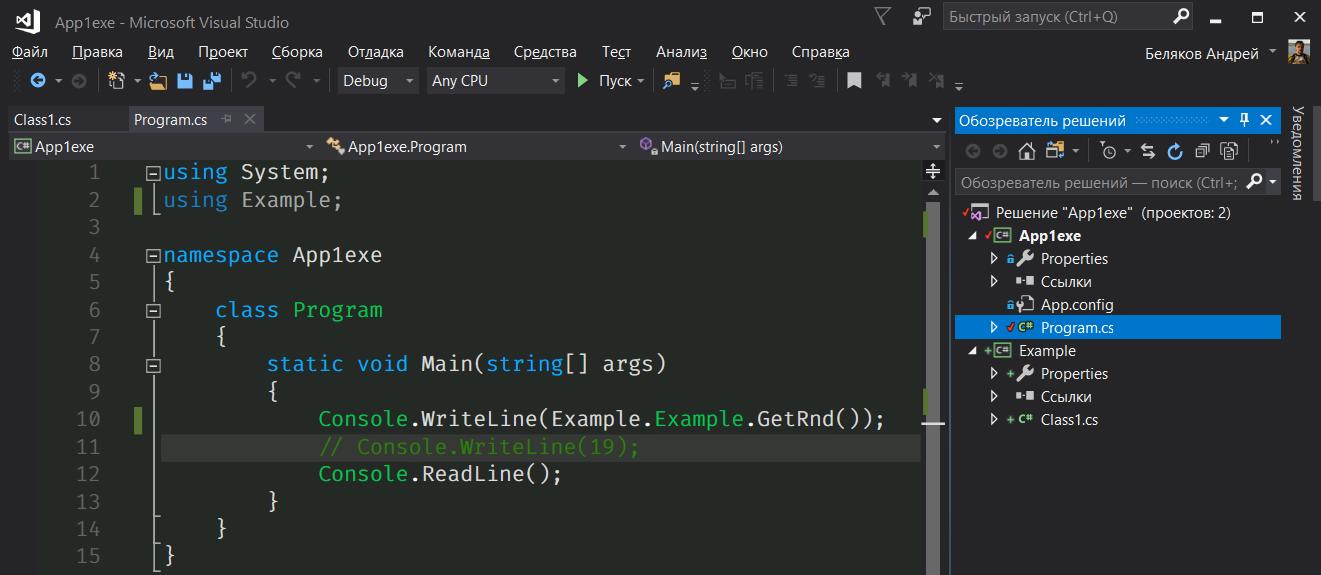 App1exe - Microsoft Visual Studio
Быстрый запуск (Ctrl+Q)
Файл Правка Вид Проект Сборка Отладка Команда Средства Тест Анализ Окно Справка
Беляков Андрей
Debug Any CPU Пуск
Class1.cs Program.cs
C# App1exe App1exe.Program Main(string[] args)
1 using System;
2 using Example;
3
4 namespace App1exe
5 {
6 class Program
7 {
8 static void Main(string[] args)
9 {
10 Console.WriteLine(Example.Example.GetRnd());
11 // Console.WriteLine(19);
12 Console.ReadLine();
13 }
14 }
15 }
Обозреватель решений
Обозреватель решений — поиск (Ctrl+;
Решение "App1exe" (проектов: 2)
C# App1exe
Properties
Ссылки
App.config
C# Program.cs
C# Example
Properties
Ссылки
C# Class1.cs
Уведомления